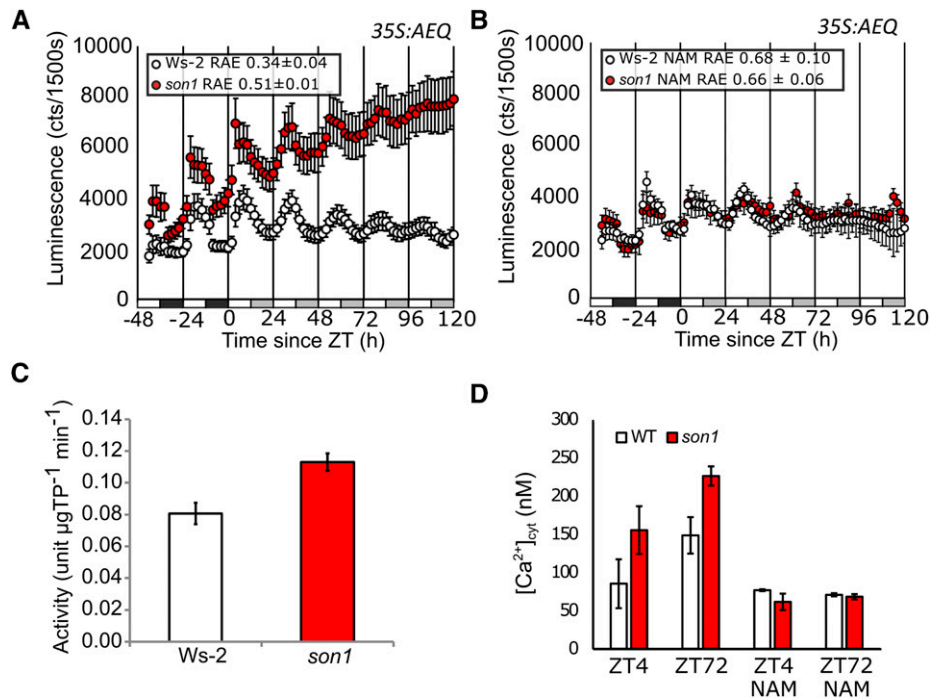 A
35S:AEQ
Luminescence (cts/1500s)
10000
8000
6000
4000
2000
0
Ws-2 RAE 0.34±0.04
son1 RAE 0.51±0.01
-48 -24 0 24 48 72 96 120
Time since ZT (h)
B
35S:AEQ
Luminescence (cts/1500s)
10000
8000
6000
4000
2000
0
Ws-2 NAM RAE 0.68 ± 0.10
son1 NAM RAE 0.66 ± 0.06
-48 -24 0 24 48 72 96 120
Time since ZT (h)
C
Activity (unit µgTP⁻¹ min⁻¹)
0.14
0.12
0.10
0.08
0.06
0.04
0.02
0.00
Ws-2 son1
D
[Ca²⁺]cyt (nM)
300
250
200
150
100
50
0
WT son1
ZT4 ZT72 ZT4 ZT72
NAM NAM